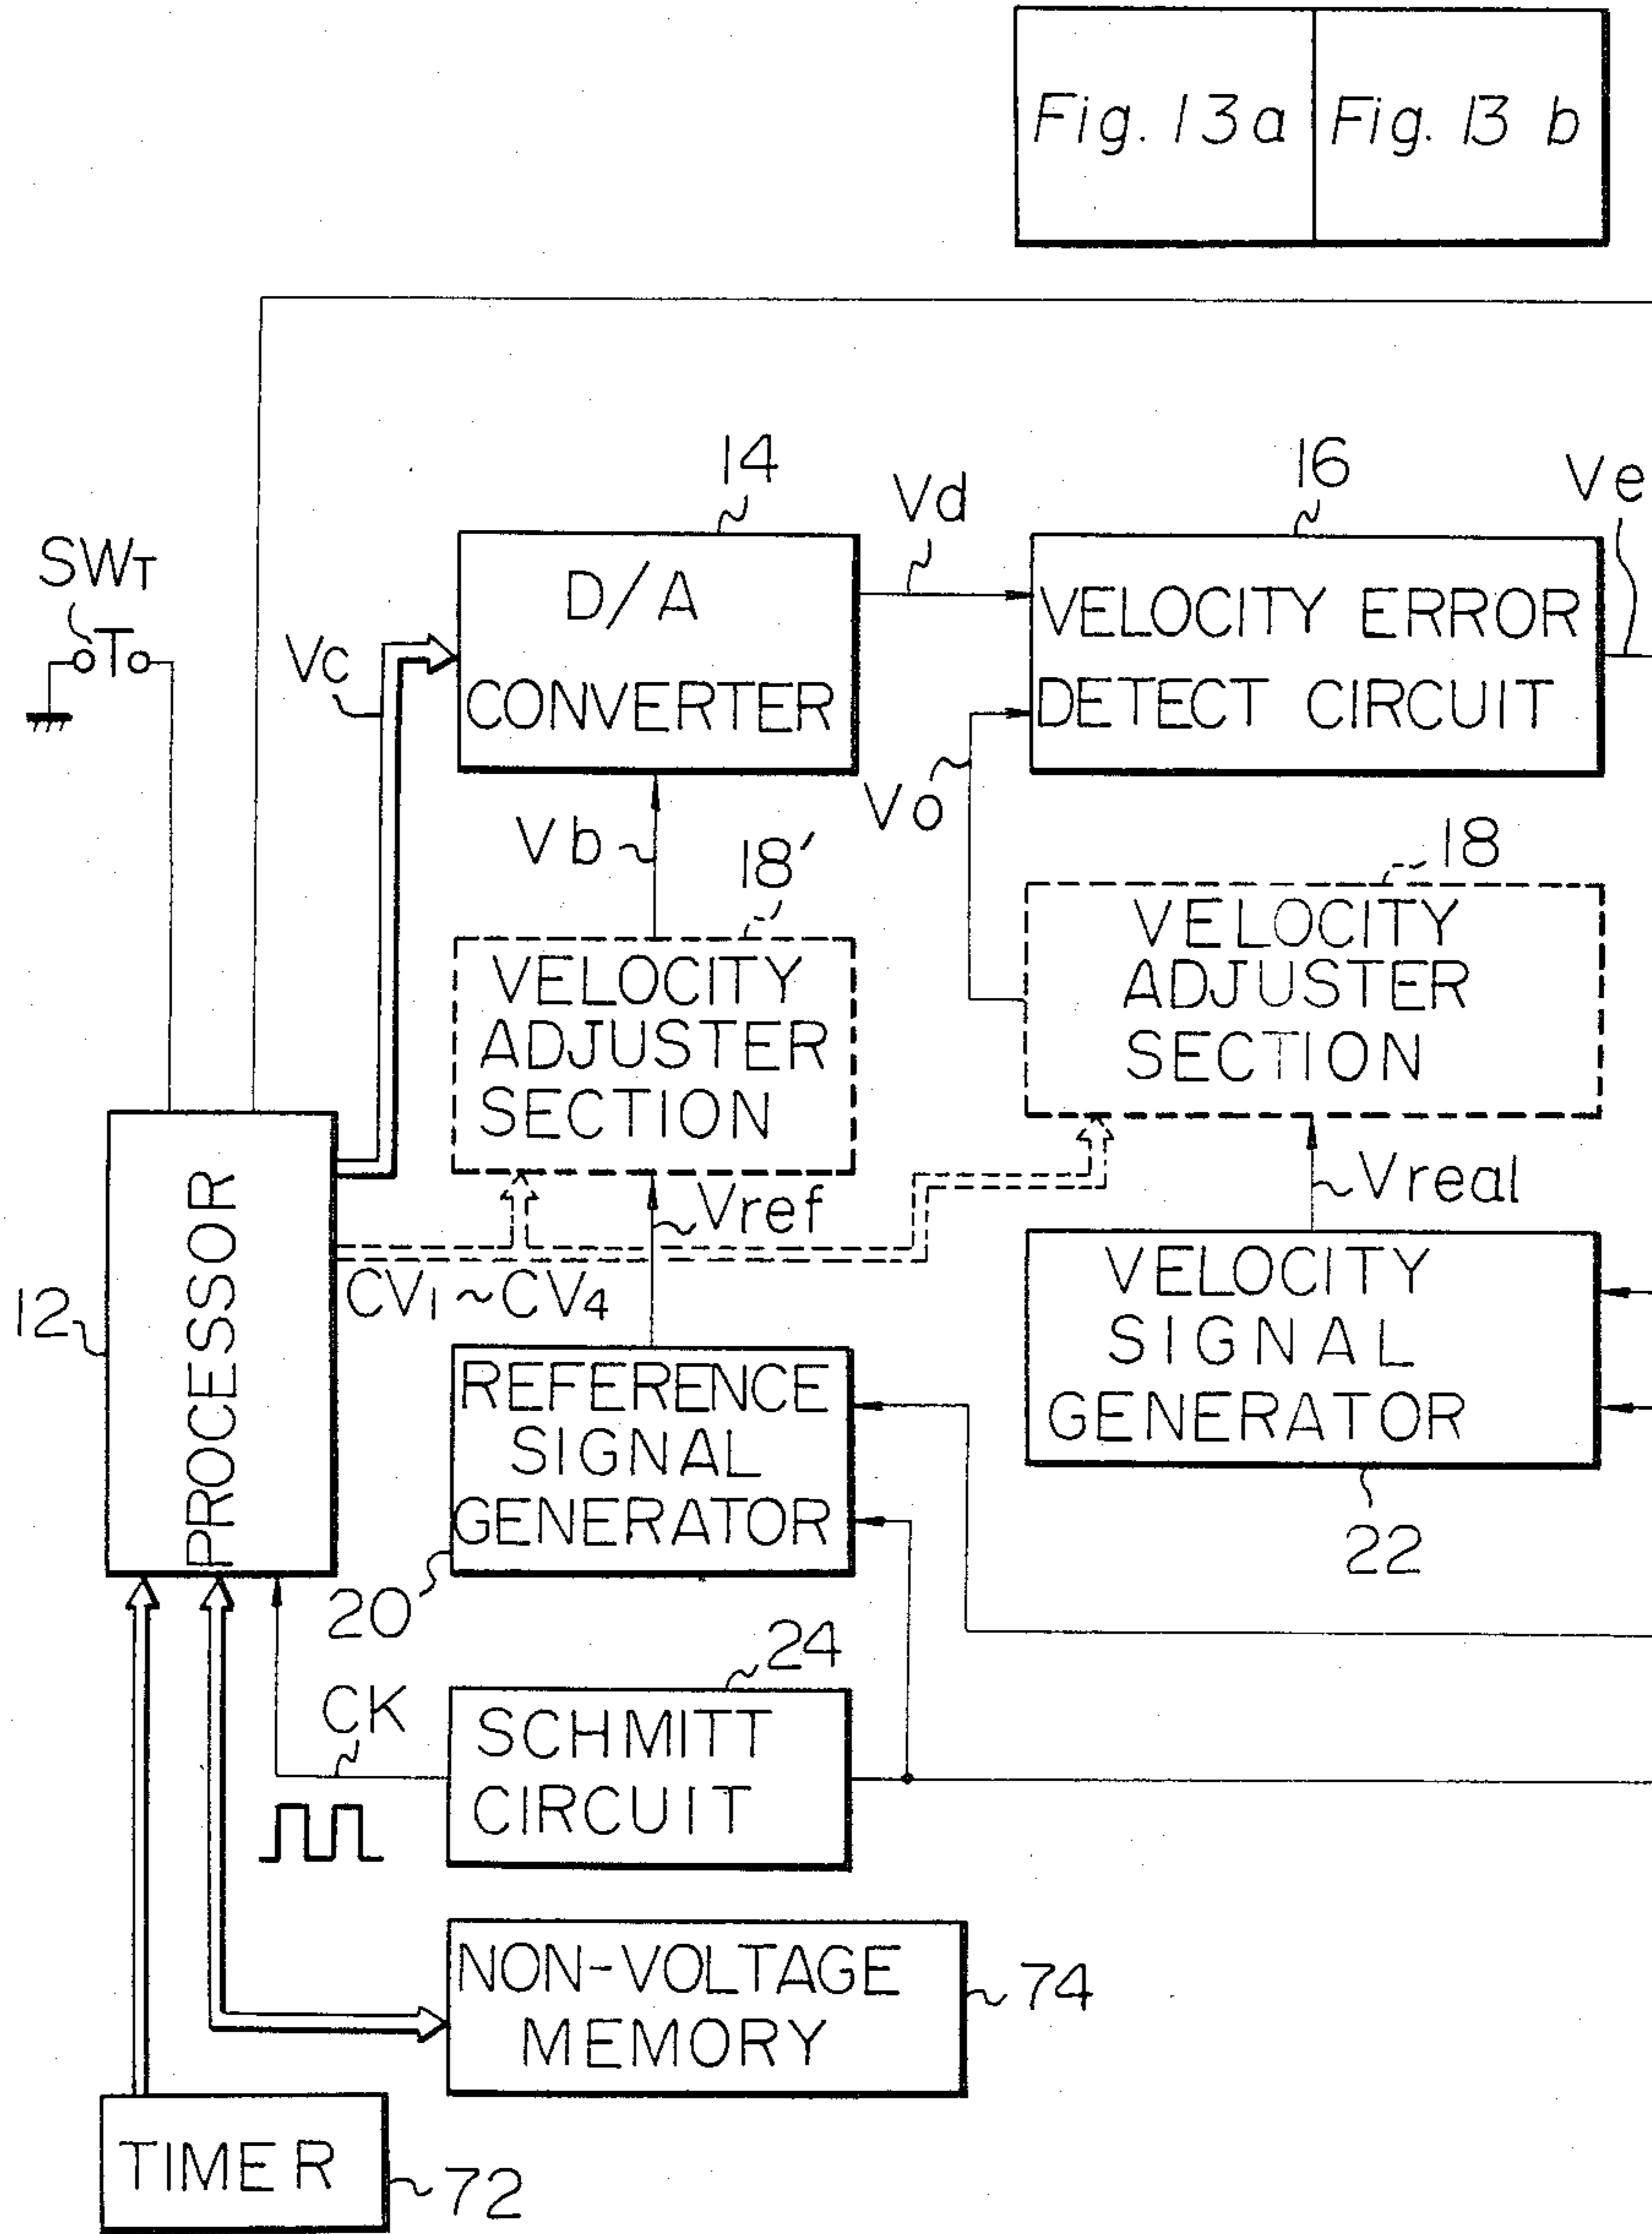 Fig. 13a
Fig. 13 b
14
Vd
16
Ve
SWT
D/A
CONVERTER
VELOCITY ERROR
DETECT CIRCUIT
Vc
Vo
Vb
18'
18
VELOCITY
ADJUSTER
SECTION
VELOCITY
ADJUSTER
SECTION
Vref
Vreal
PROCESSOR
12
CV1 ~ CV4
VELOCITY
SIGNAL
GENERATOR
REFERENCE
SIGNAL
GENERATOR
22
20
24
CK
SCHMITT
CIRCUIT
NON-VOLTAGE
MEMORY
74
TIMER
72